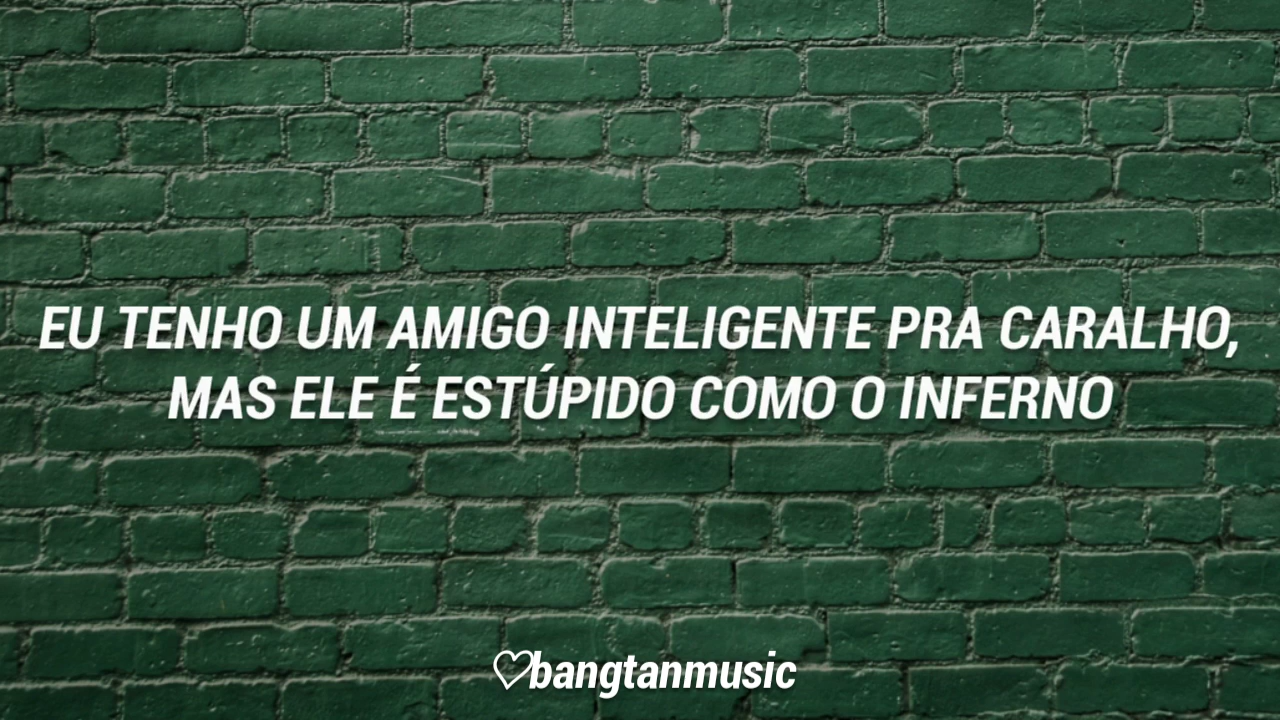 EU TENHO UM AMIGO INTELIGENTE PRA CARALHO,
MAS ELE É ESTÚPIDO COMO O INFERNO
♡bangtanmusic